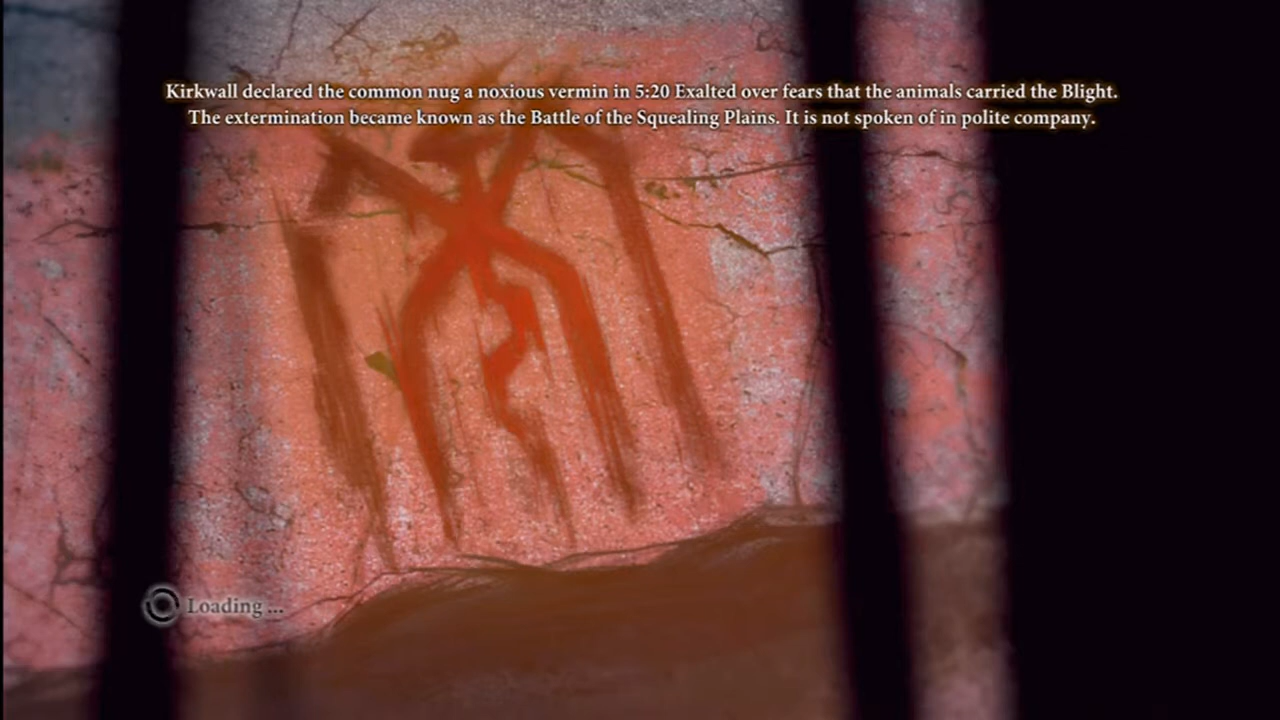 Kirkwall declared the common nug a noxious vermin in 5:20 Exalted over fears that the animals carried the Blight.
The extermination became known as the Battle of the Squealing Plains. It is not spoken of in polite company.
Loading ...